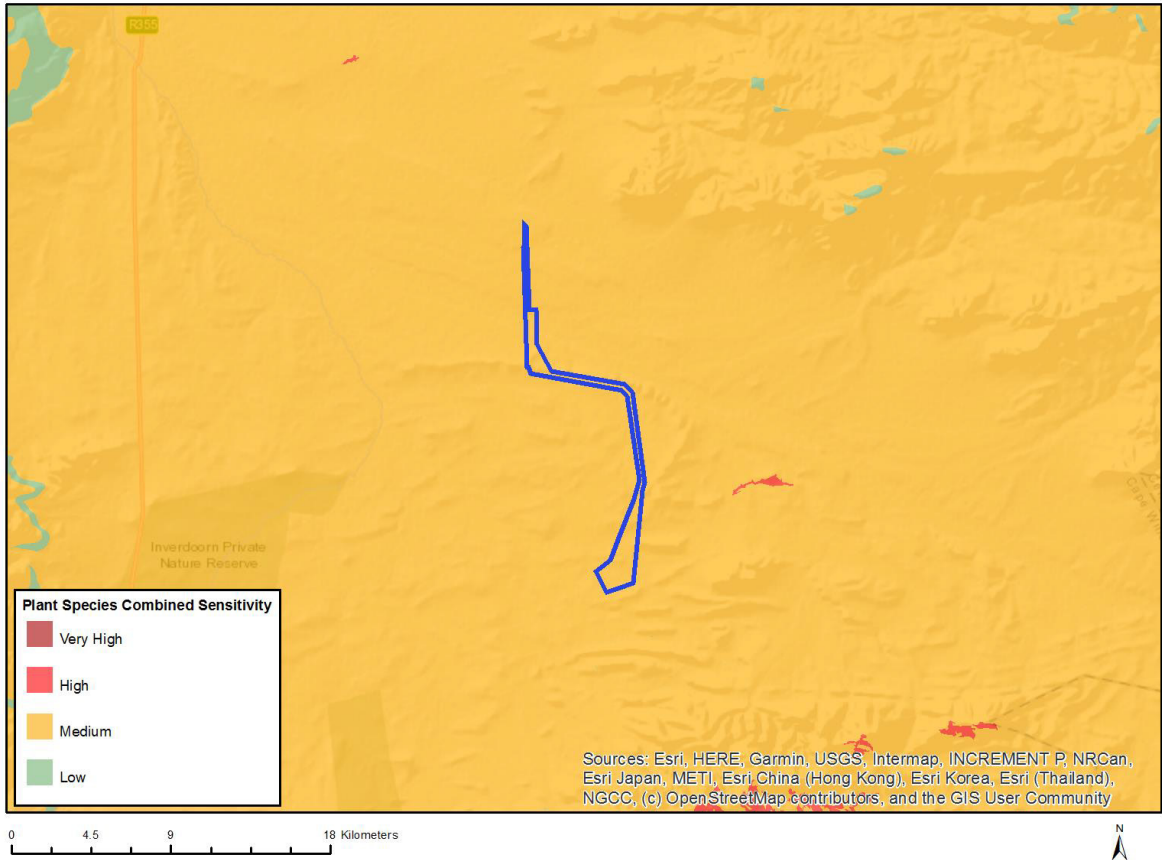 R355
Inverdoorn Private
Nature Reserve
Plant Species Combined Sensitivity
Very High
High
Medium
Low
Sources: Esri, HERE, Garmin, USGS, Intermap, INCREMENT P, NRCan,
Esri Japan, METI, Esri China (Hong Kong), Esri Korea, Esri (Thailand),
NGCC, (c) OpenStreetMap contributors, and the GIS User Community
0 4.5 9 18 Kilometers
N